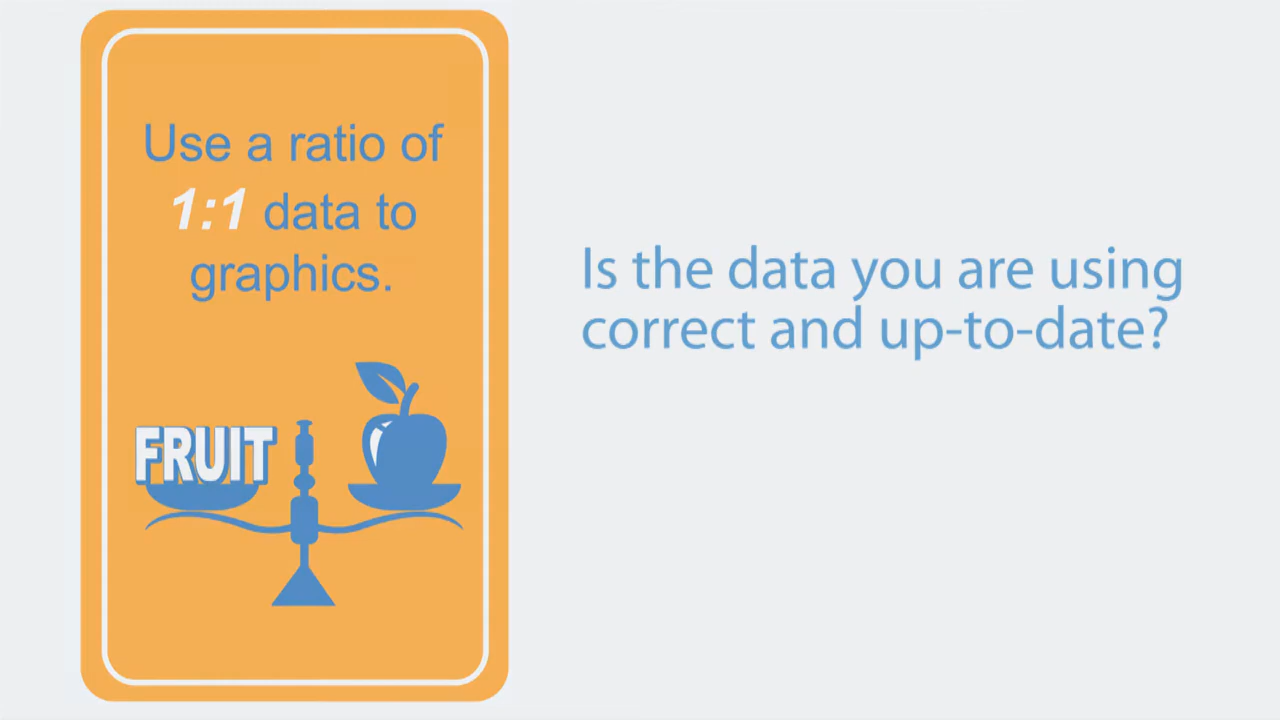 Use a ratio of
1:1 data to
graphics.
FRUIT
Is the data you are using
correct and up-to-date?